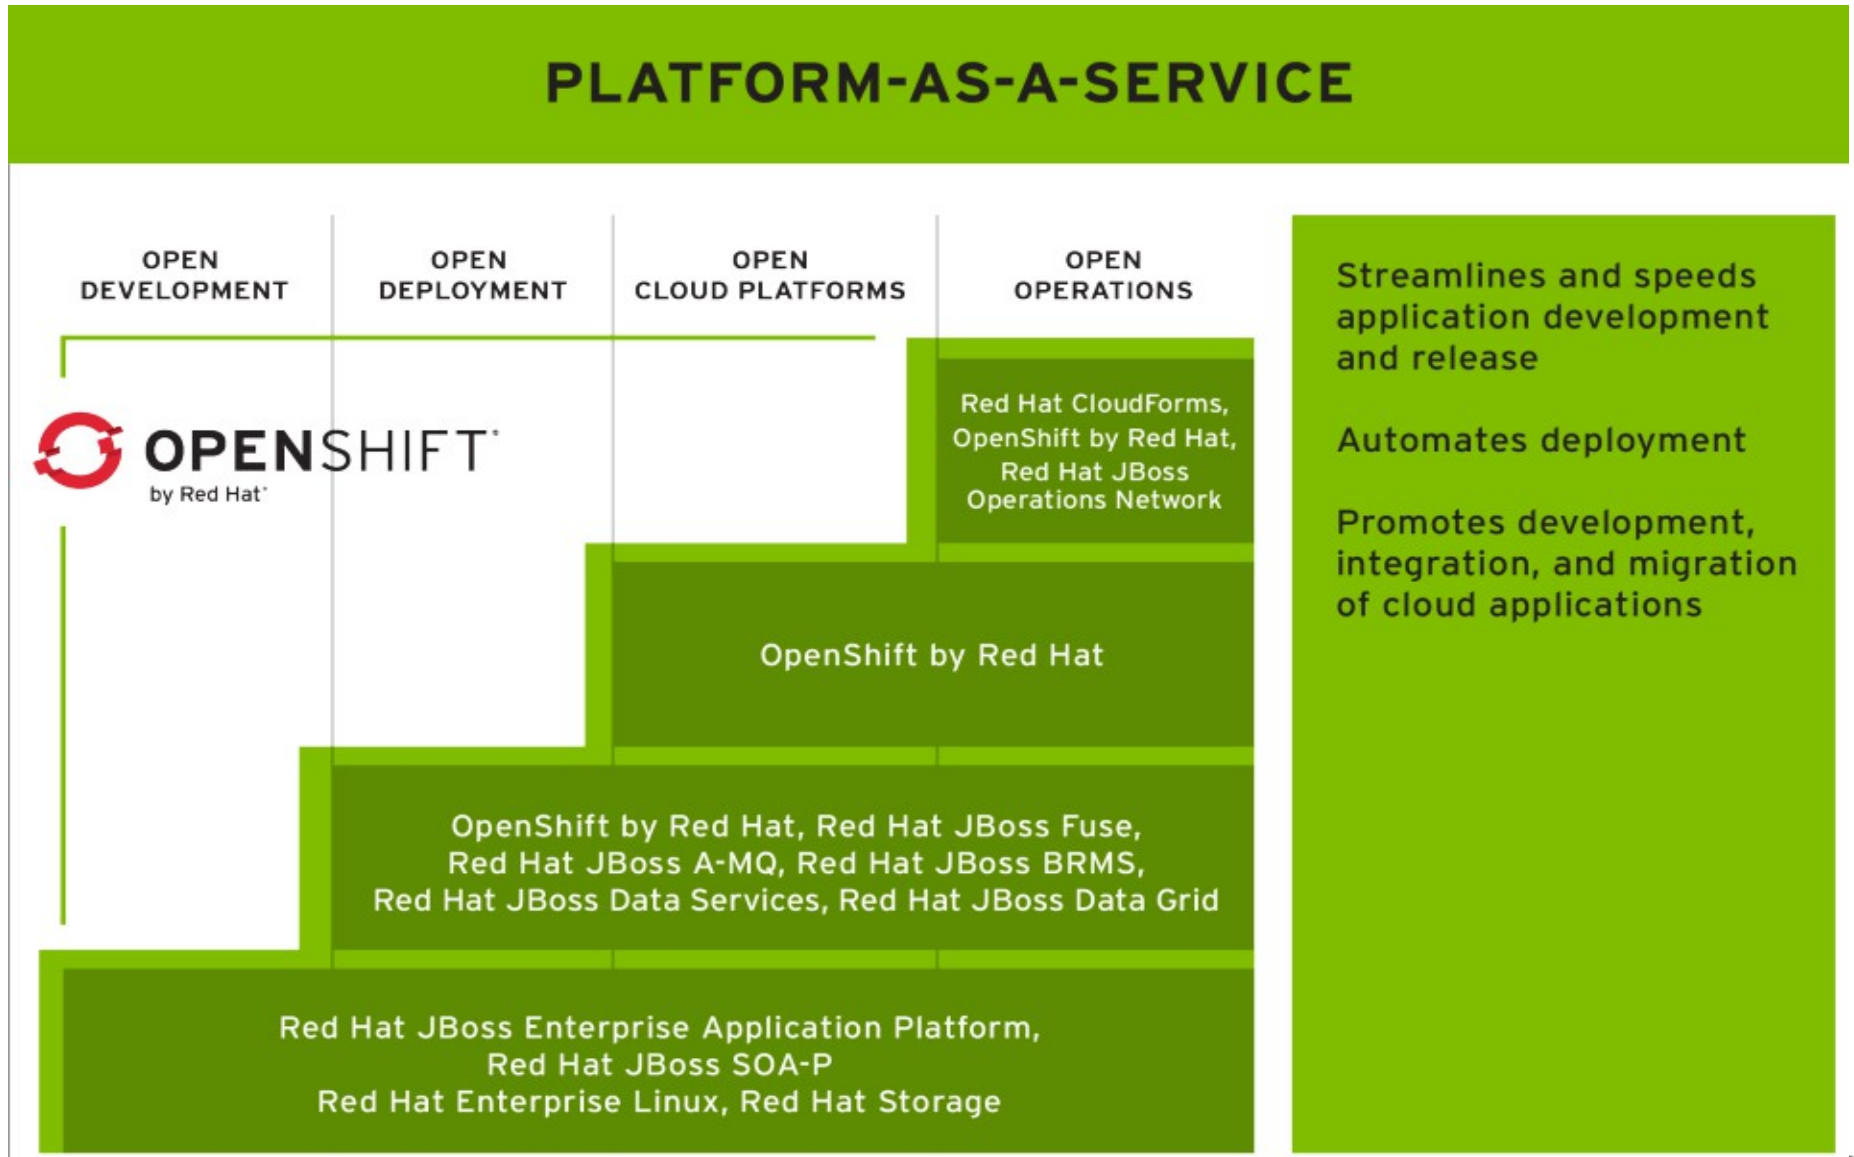 PLATFORM-AS-A-SERVICE
OPEN
DEVELOPMENT
OPEN
DEPLOYMENT
OPEN
CLOUD PLATFORMS
OPEN
OPERATIONS
OPENSHIFT®
by Red Hat®
Red Hat CloudForms,
OpenShift by Red Hat,
Red Hat JBoss
Operations Network
OpenShift by Red Hat
OpenShift by Red Hat, Red Hat JBoss Fuse,
Red Hat JBoss A-MQ, Red Hat JBoss BRMS,
Red Hat JBoss Data Services, Red Hat JBoss Data Grid
Red Hat JBoss Enterprise Application Platform,
Red Hat JBoss SOA-P
Red Hat Enterprise Linux, Red Hat Storage
Streamlines and speeds
application development
and release
Automates deployment
Promotes development,
integration, and migration
of cloud applications